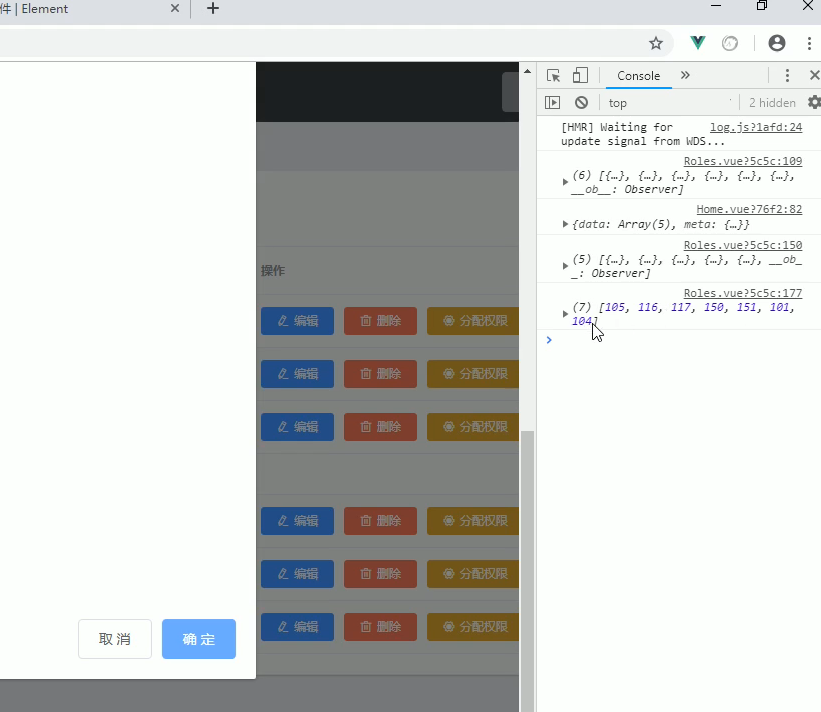 件 | Element
Console
top
2 hidden
[HMR] Waiting for log.js?1afd:24
update signal from WDS...
Roles.vue?5c5c:109
(6) [{…}, {…}, {…}, {…}, {…}, {…},
__ob__: Observer]
Home.vue?76f2:82
{data: Array(5), meta: {…}}
Roles.vue?5c5c:150
(5) [{…}, {…}, {…}, {…}, {…}, __ob_
_: Observer]
Roles.vue?5c5c:177
(7) [105, 116, 117, 150, 151, 101,
104]
操作
编辑 删除 分配权限
编辑 删除 分配权限
编辑 删除 分配权限
编辑 删除 分配权限
编辑 删除 分配权限
编辑 删除 分配权限
取 消 确 定